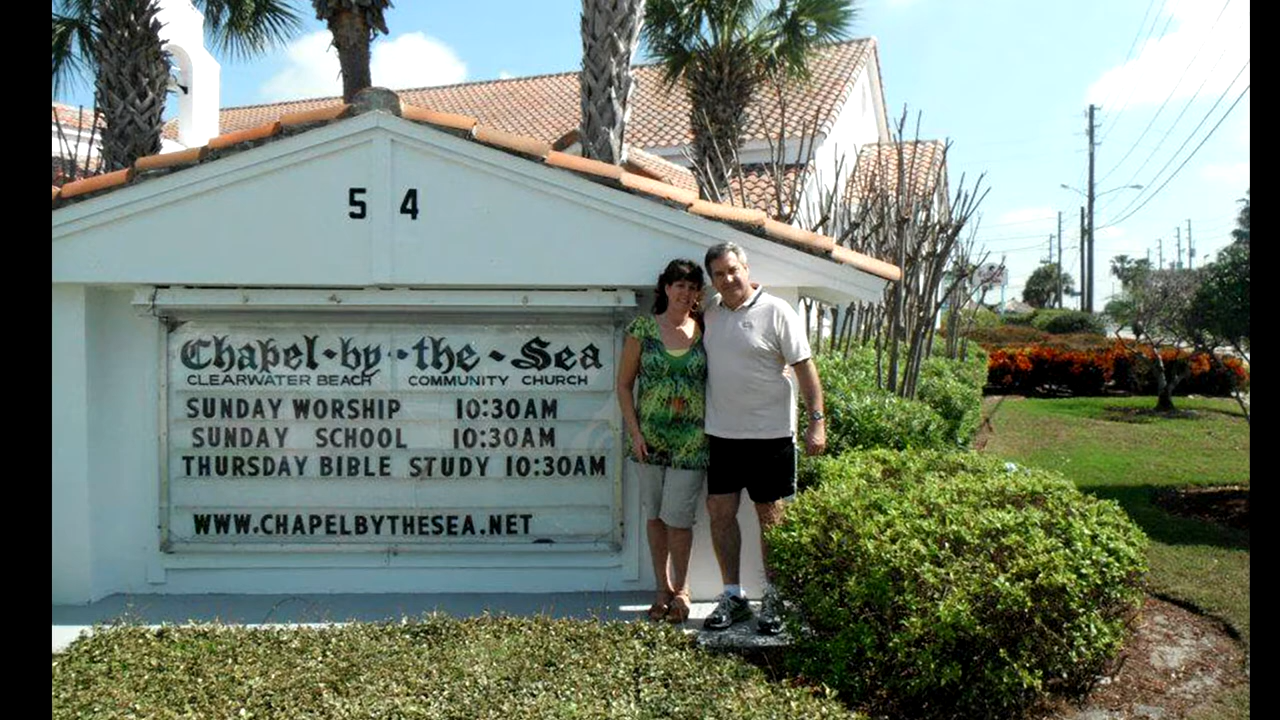 54
Chapel-by-the-Sea
CLEARWATER BEACH COMMUNITY CHURCH
SUNDAY WORSHIP 10:30AM
SUNDAY SCHOOL 10:30AM
THURSDAY BIBLE STUDY 10:30AM
WWW.CHAPELBYTHESEA.NET